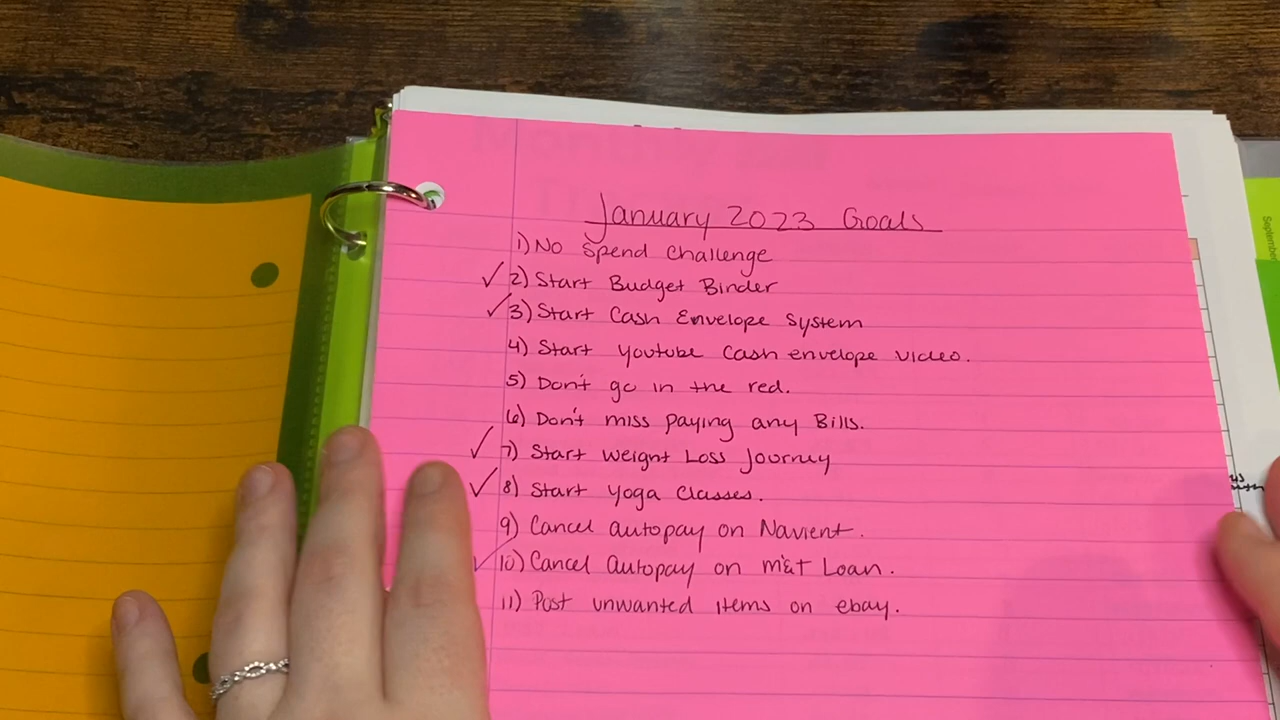 January 2023 Goals
1) No Spend Challenge
✓ 2) Start Budget Binder
✓ 3) Start Cash Envelope System
4) Start Youtube Cash envelope video.
5) Don't go in the red.
6) Don't miss paying any Bills.
✓ 7) Start Weight Loss Journey
✓ 8) Start Yoga Classes.
9) Cancel autopay on Navient.
✓ 10) Cancel Autopay on M&T Loan.
11) Post unwanted items on ebay.
September